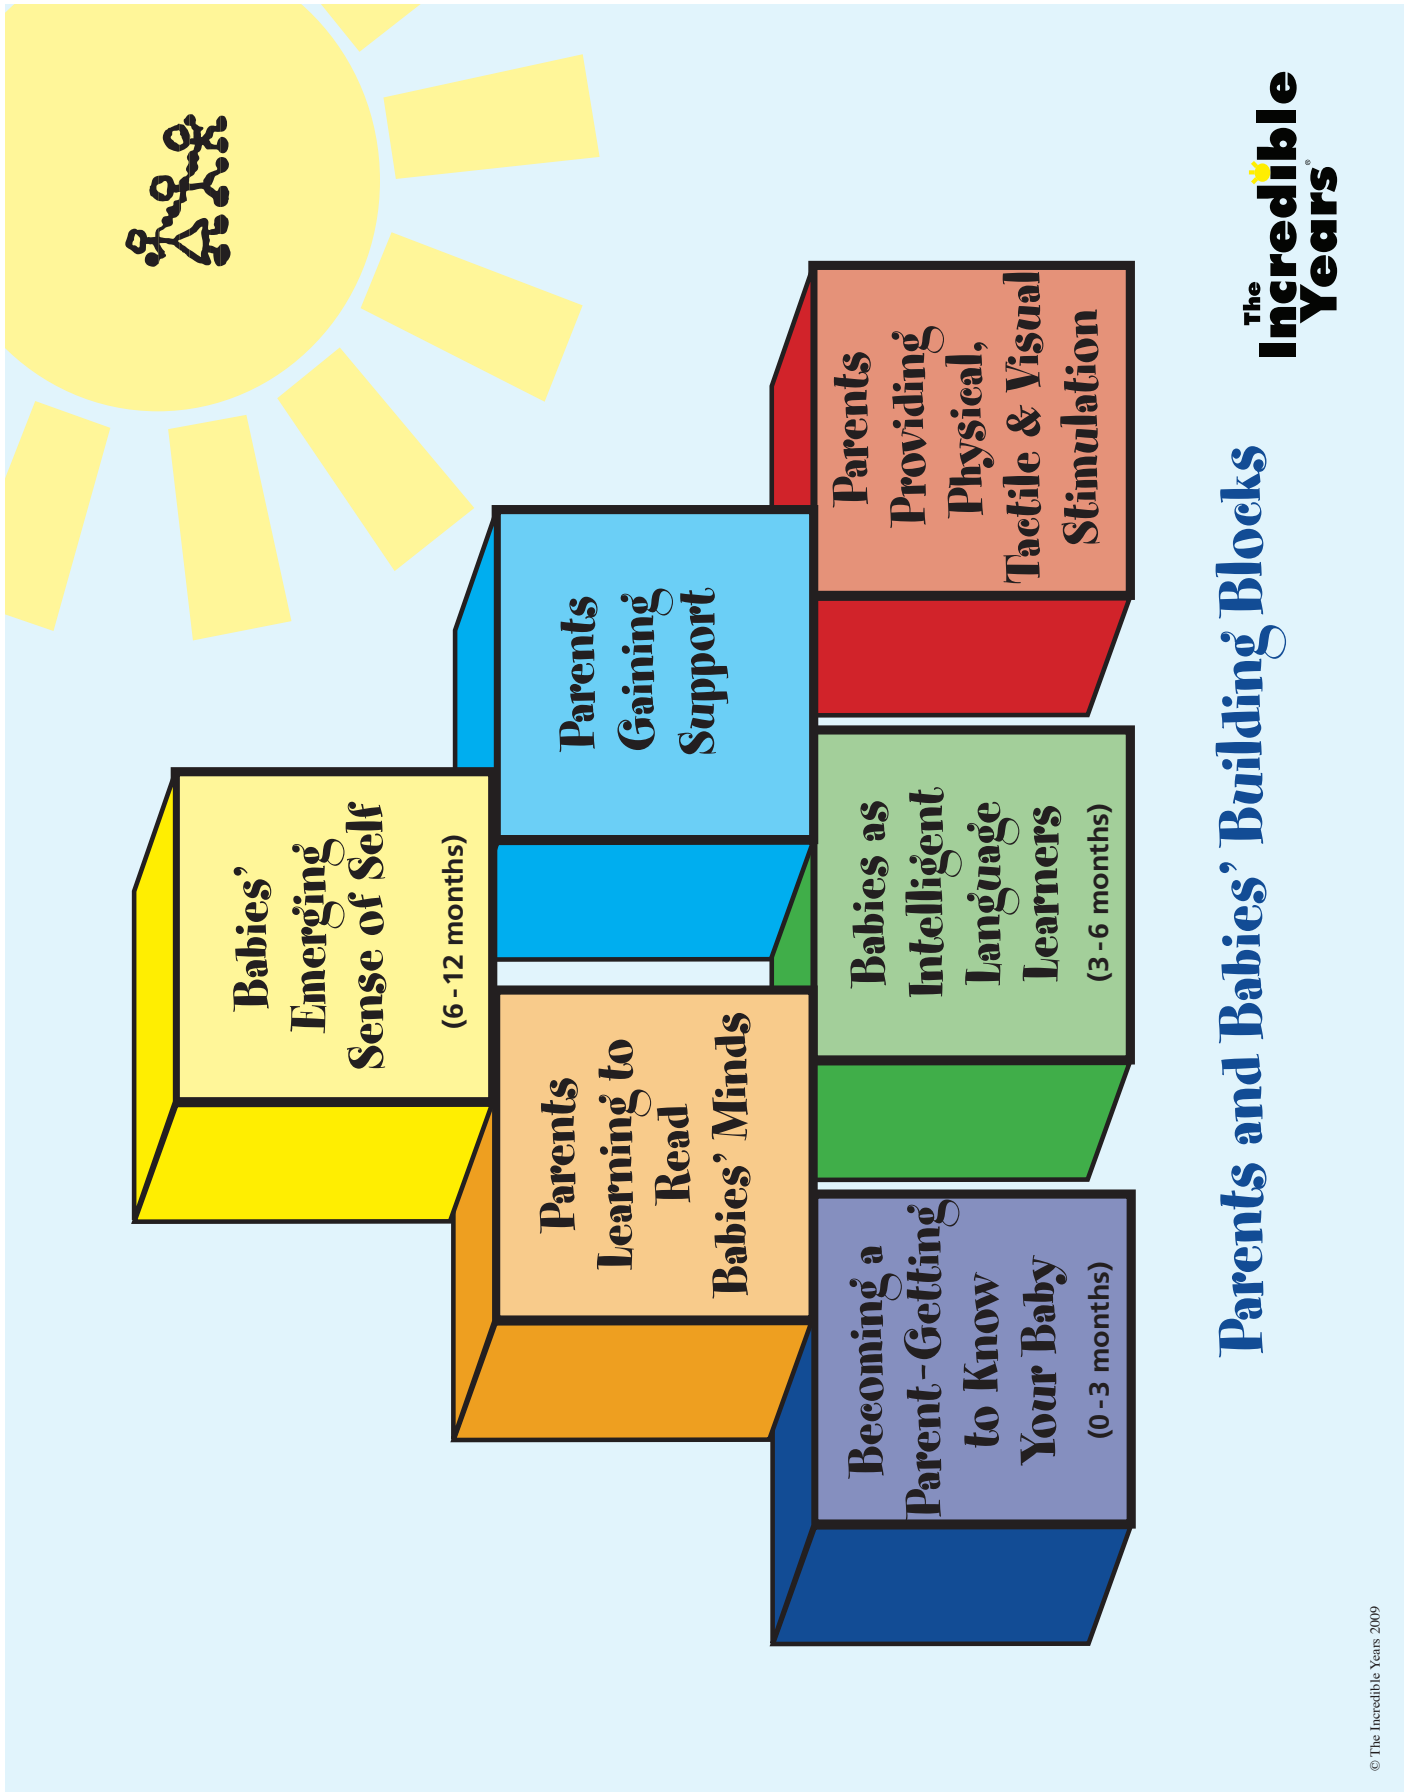 Babies’
Emerging
Sense of Self
(6-12 months)
Parents
Learning to
Read
Babies’ Minds
Parents
Gaining
Support
Becoming a
Parent-Getting
to Know
Your Baby
(0-3 months)
Babies as
Intelligent
Language
Learners
(3-6 months)
Parents
Providing
Physical,
Tactile & Visual
Stimulation
Parents and Babies’ Building Blocks
The
Incredible
Years®
© The Incredible Years 2009